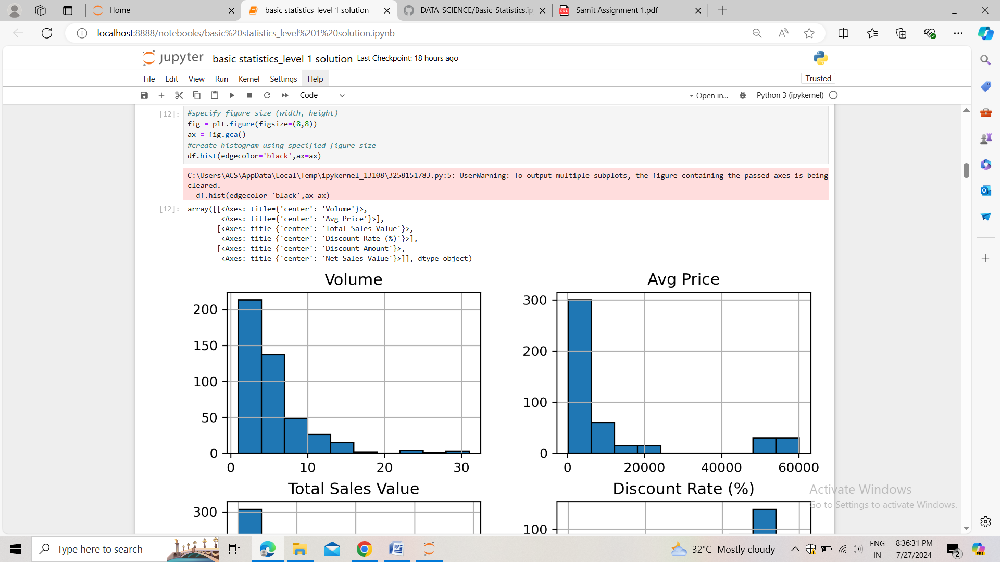 Home
basic statistics_level 1 solution
DATA_SCIENCE/Basic_Statistics.ip
Samit Assignment 1.pdf
localhost:8888/notebooks/basic%20statistics_level%201%20solution.ipynb
jupyter basic statistics_level 1 solution Last Checkpoint: 18 hours ago
File Edit View Run Kernel Settings Help
Trusted
Code
Open in...
Python 3 (ipykernel)
[12]: #specify figure size (width, height)
fig = plt.figure(figsize=(8,8))
ax = fig.gca()
#create histogram using specified figure size
df.hist(edgecolor='black',ax=ax)
C:\Users\ACS\AppData\Local\Temp\ipykernel_13108\3258151783.py:5: UserWarning: To output multiple subplots, the figure containing the passed axes is being
cleared.
df.hist(edgecolor='black',ax=ax)
[12]: array([[<Axes: title={'center': 'Volume'}>,
<Axes: title={'center': 'Avg Price'}>],
[<Axes: title={'center': 'Total Sales Value'}>,
<Axes: title={'center': 'Discount Rate (%)'}>],
[<Axes: title={'center': 'Discount Amount'}>,
<Axes: title={'center': 'Net Sales Value'}>]], dtype=object)
Volume
200
150
100
50
0
0 10 20 30
Avg Price
300
200
100
0
0 20000 40000 60000
Total Sales Value
300
Discount Rate (%)
100
Activate Windows
Go to Settings to activate Windows.
Type here to search
32°C Mostly cloudy
ENG
IN
8:36:31 PM
7/27/2024
2
PRE